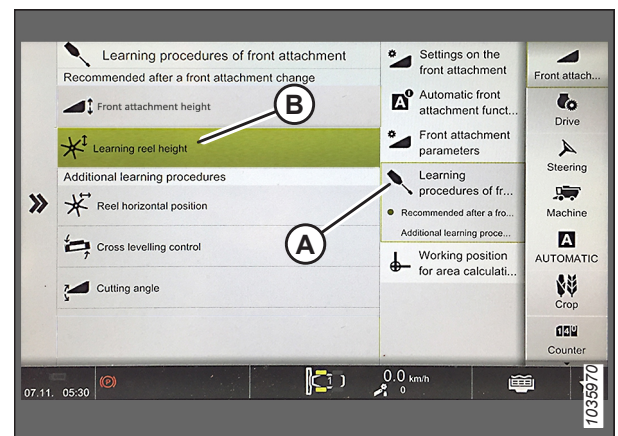 Learning procedures of front attachment
Recommended after a front attachment change
Front attachment height
B
Learning reel height
Additional learning procedures
Reel horizontal position
Cross levelling control
Cutting angle
A
Settings on the
front attachment
Automatic front
attachment funct...
Front attachment
parameters
Learning
procedures of fr...
Recommended after a fro...
Additional learning proce...
Working position
for area calculati...
Front attach...
Drive
Steering
Machine
A
AUTOMATIC
Crop
Counter
07.11. 05:30
(P)
1
0.0 km/h
0
1035970